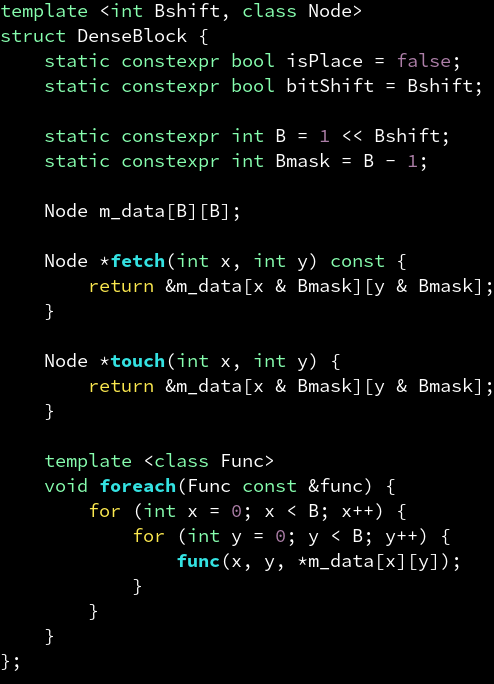 template <int Bshift, class Node>
struct DenseBlock {
    static constexpr bool isPlace = false;
    static constexpr bool bitShift = Bshift;

    static constexpr int B = 1 << Bshift;
    static constexpr int Bmask = B - 1;

    Node m_data[B][B];

    Node *fetch(int x, int y) const {
        return &m_data[x & Bmask][y & Bmask];
    }

    Node *touch(int x, int y) {
        return &m_data[x & Bmask][y & Bmask];
    }

    template <class Func>
    void foreach(Func const &func) {
        for (int x = 0; x < B; x++) {
            for (int y = 0; y < B; y++) {
                func(x, y, *m_data[x][y]);
            }
        }
    }
};